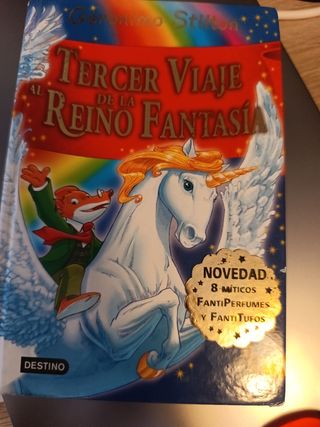 Geronimo Stilton
TERCER VIAJE
AL REINO DE LA FANTASÍA
NOVEDAD
8 MÍTICOS
FANTIPERFUMES
Y FANTITUFOS
DESTINO